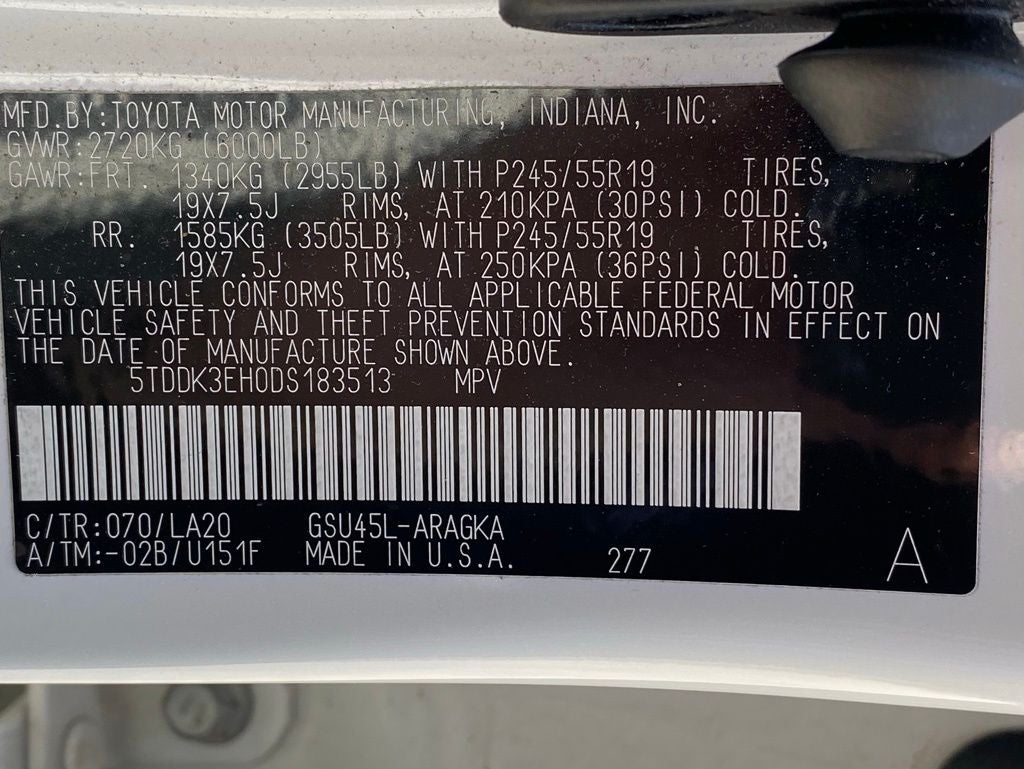 MFD.BY:TOYOTA MOTOR MANUFACTURING, INDIANA, INC.
GVWR:2720KG (6000LB)
GAWR:FRT. 1340KG (2955LB) WITH P245/55R19 TIRES,
19X7.5J RIMS, AT 210KPA (30PSI) COLD.
RR. 1585KG (3505LB) WITH P245/55R19 TIRES,
19X7.5J RIMS, AT 250KPA (36PSI) COLD.
THIS VEHICLE CONFORMS TO ALL APPLICABLE FEDERAL MOTOR
VEHICLE SAFETY AND THEFT PREVENTION STANDARDS IN EFFECT ON
THE DATE OF MANUFACTURE SHOWN ABOVE.
5TDDK3EH0DS183513 MPV
C/TR:070/LA20 GSU45L-ARAGKA
A/TM:-02B/U151F MADE IN U.S.A. 277 A